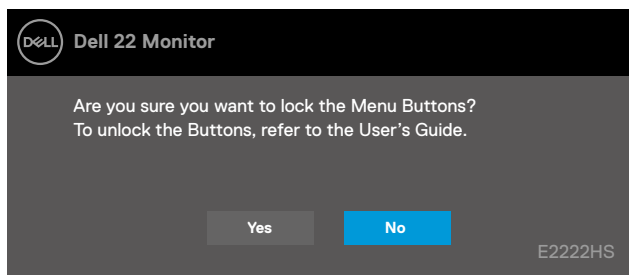 DELL Dell 22 Monitor
Are you sure you want to lock the Menu Buttons?
To unlock the Buttons, refer to the User’s Guide.
Yes No
E2222HS